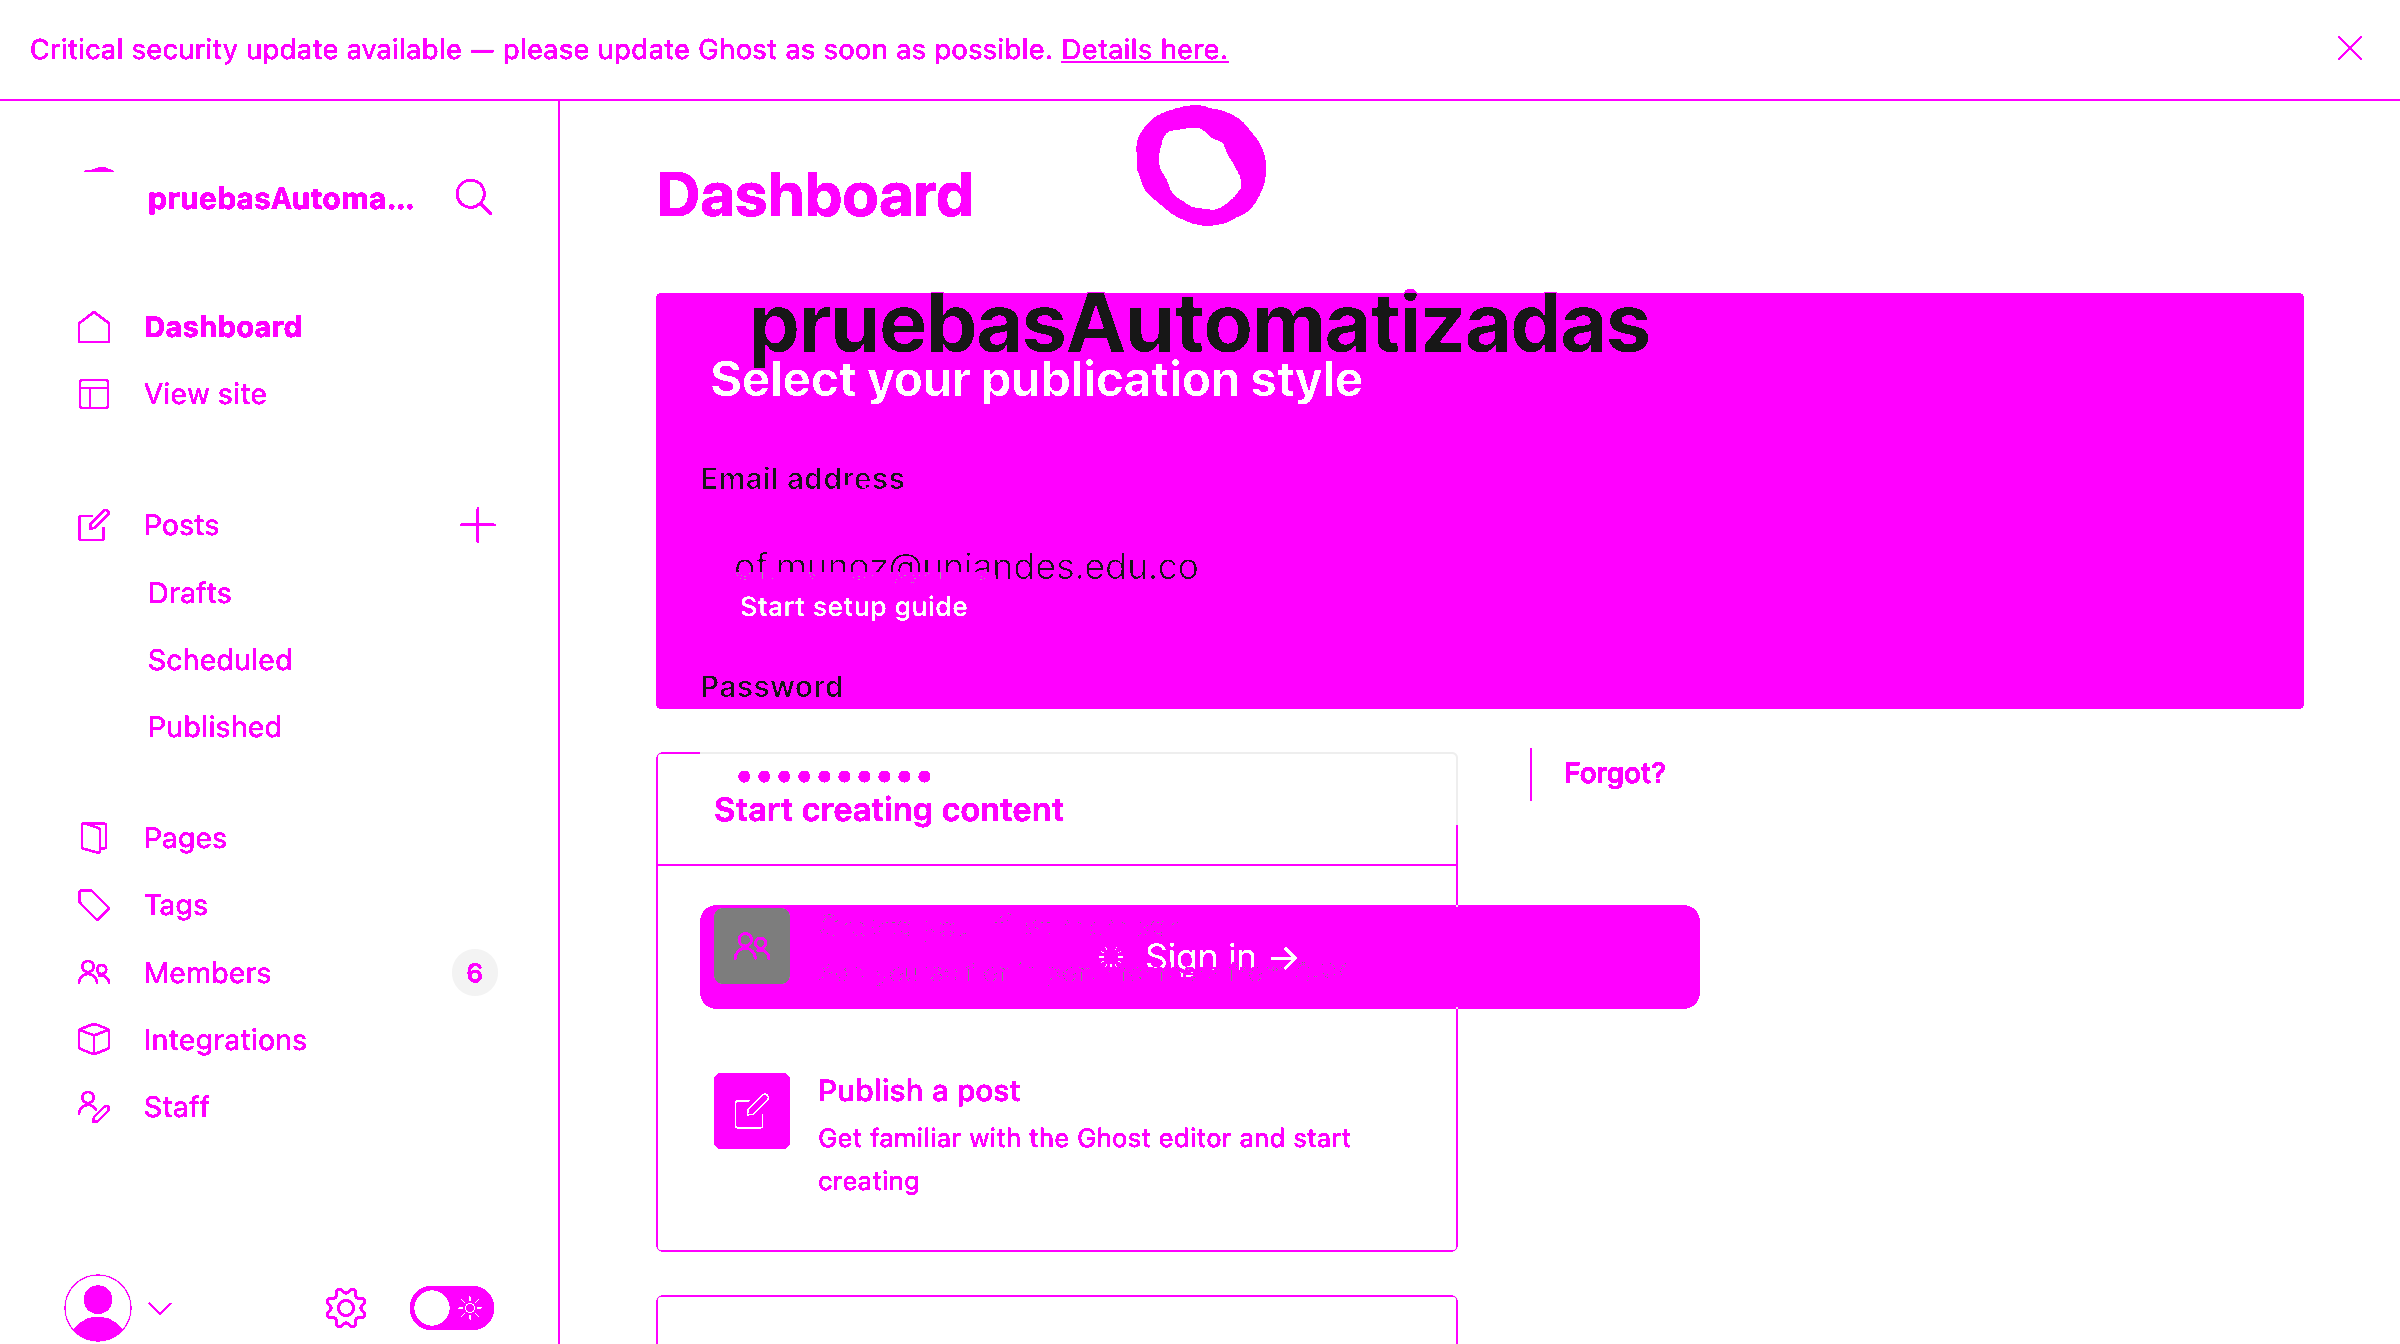 Critical security update available — please update Ghost as soon as possible. Details here.
pruebasAutoma...
Dashboard
View site
Posts
Drafts
Scheduled
Published
Pages
Tags
Members 6
Integrations
Staff
Dashboard
pruebasAutomatizadas
Select your publication style
Email address
of.munoz@uniandes.edu.co
Start setup guide
Password
Forgot?
Start creating content
Sign in →
Publish a post
Get familiar with the Ghost editor and start
creating